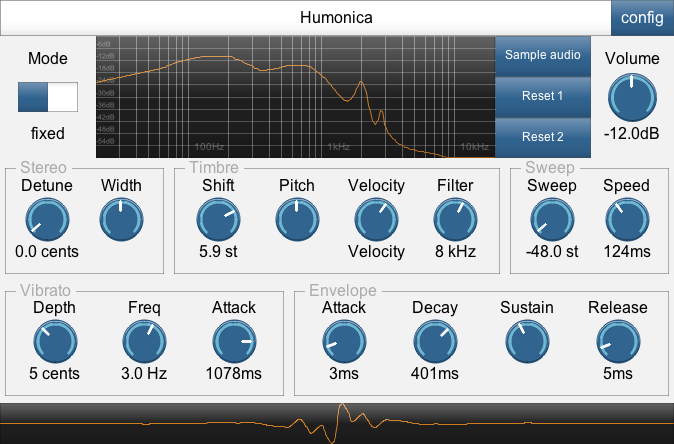 Humonica
config
Mode
fixed
-6dB
-12dB
-18dB
-24dB
-30dB
-36dB
-42dB
-48dB
-54dB
100Hz
1kHz
10kHz
Sample audio
Reset 1
Reset 2
Volume
-12.0dB
Stereo
Detune
Width
0.0 cents
Timbre
Shift
Pitch
Velocity
Filter
5.9 st
Velocity
8 kHz
Sweep
Sweep
Speed
-48.0 st
124ms
Vibrato
Depth
Freq
Attack
5 cents
3.0 Hz
1078ms
Envelope
Attack
Decay
Sustain
Release
3ms
401ms
5ms